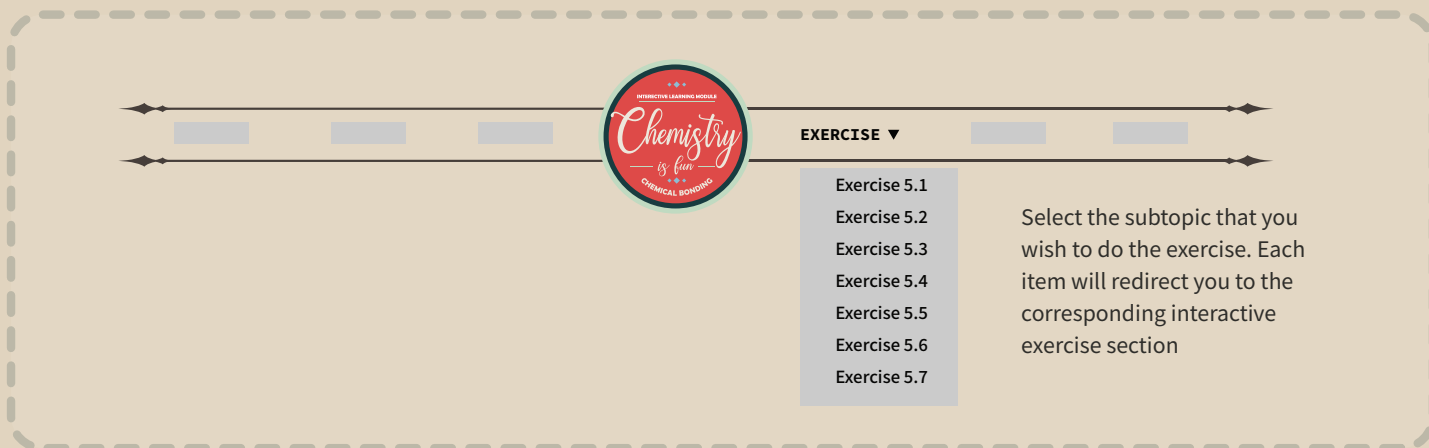 INTERACTIVE LEARNING MODULE
Chemistry
is fun
CHEMICAL BONDING
EXERCISE ▼
Exercise 5.1
Exercise 5.2
Exercise 5.3
Exercise 5.4
Exercise 5.5
Exercise 5.6
Exercise 5.7
Select the subtopic that you
wish to do the exercise. Each
item will redirect you to the
corresponding interactive
exercise section